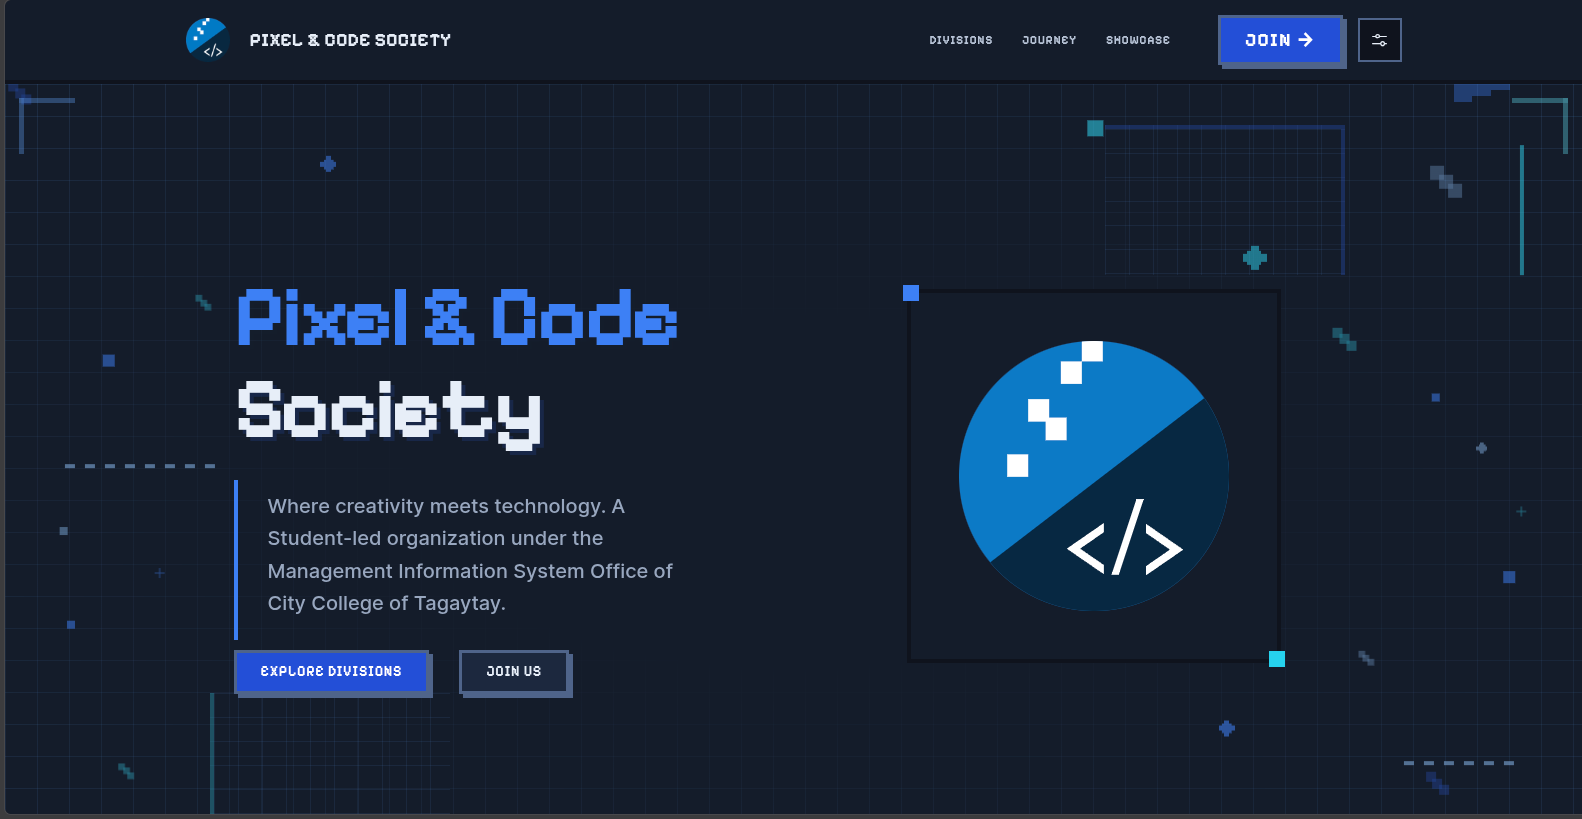 PIXEL & CODE SOCIETY
DIVISIONS
JOURNEY
SHOWCASE
JOIN →
Pixel & Code
Society
Where creativity meets technology. A
Student-led organization under the
Management Information System Office of
City College of Tagaytay.
EXPLORE DIVISIONS
JOIN US
</>